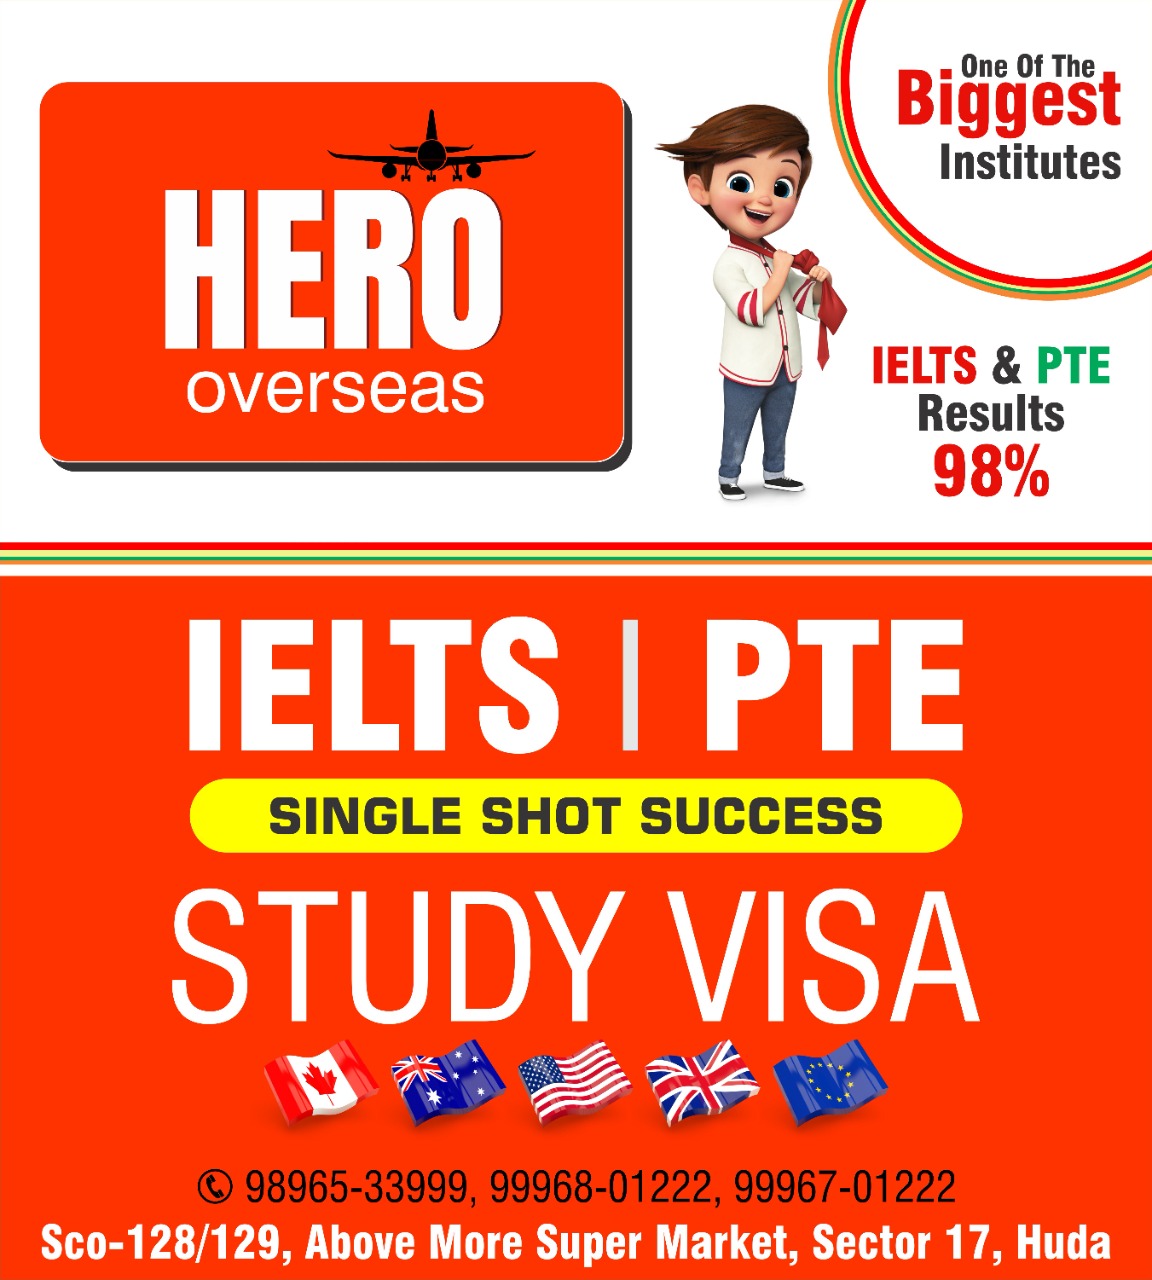 HERO
overseas
One Of The
Biggest
Institutes
IELTS & PTE
Results
98%
IELTS | PTE
SINGLE SHOT SUCCESS
STUDY VISA
98965-33999, 99968-01222, 99967-01222
Sco-128/129, Above More Super Market, Sector 17, Huda